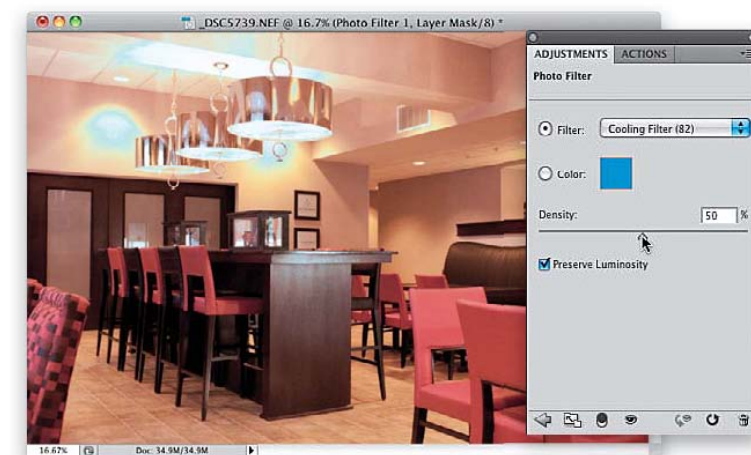 _DSC5739.NEF @ 16.7% (Photo Filter 1, Layer Mask/8) *
ADJUSTMENTS ACTIONS
Photo Filter
Filter: Cooling Filter (82)
Color:
Density: 50 %
Preserve Luminosity
16.67% Doc: 34.9M/34.9M